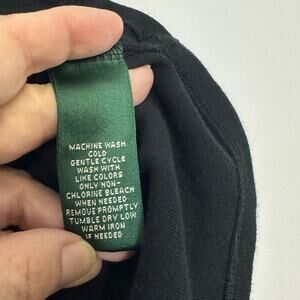 MACHINE WASH
COLD
GENTLE CYCLE
WASH WITH
LIKE COLORS
ONLY NON-
CHLORINE BLEACH
WHEN NEEDED
REMOVE PROMPTLY
TUMBLE DRY LOW
WARM IRON
IF NEEDED